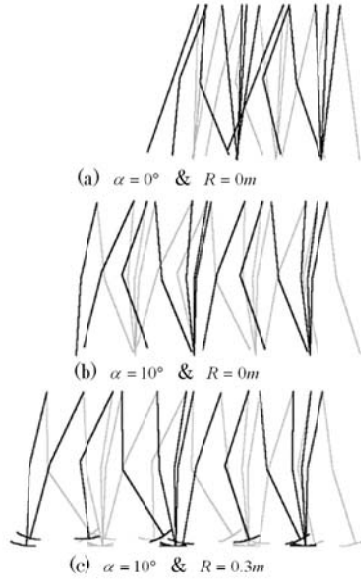 (a) α = 0° & R = 0m
(b) α = 10° & R = 0m
(c) α = 10° & R = 0.3m